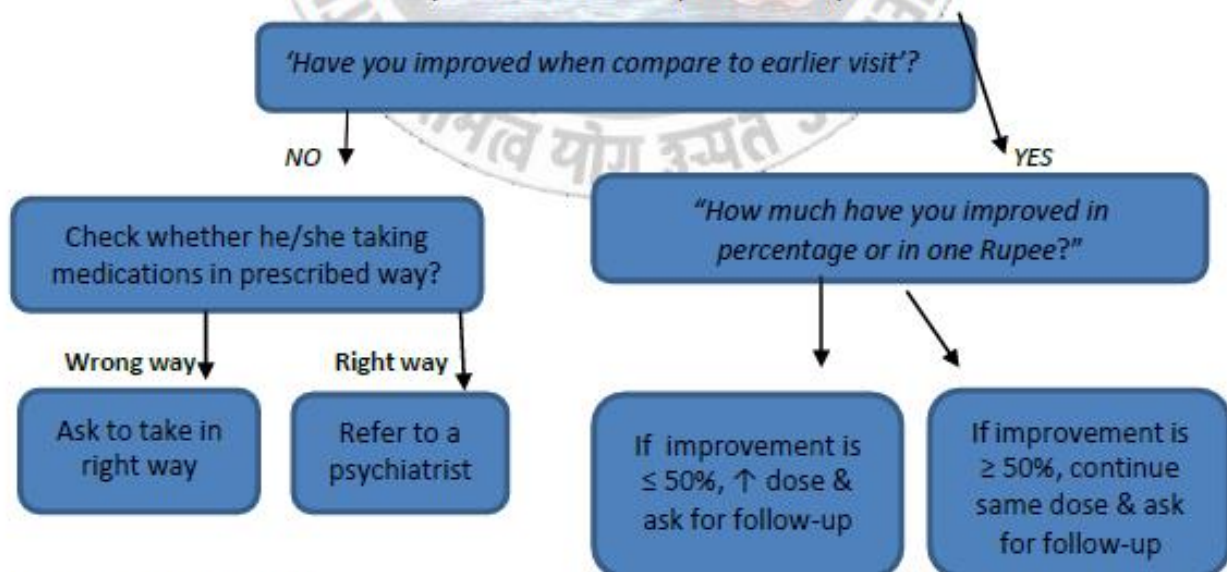 ‘Have you improved when compare to earlier visit’?
NO
YES
Check whether he/she taking
medications in prescribed way?
“How much have you improved in
percentage or in one Rupee?”
Wrong way
Right way
Ask to take in
right way
Refer to a
psychiatrist
If improvement is
≤ 50%, ↑ dose &
ask for follow-up
If improvement is
≥ 50%, continue
same dose & ask
for follow-up
योग